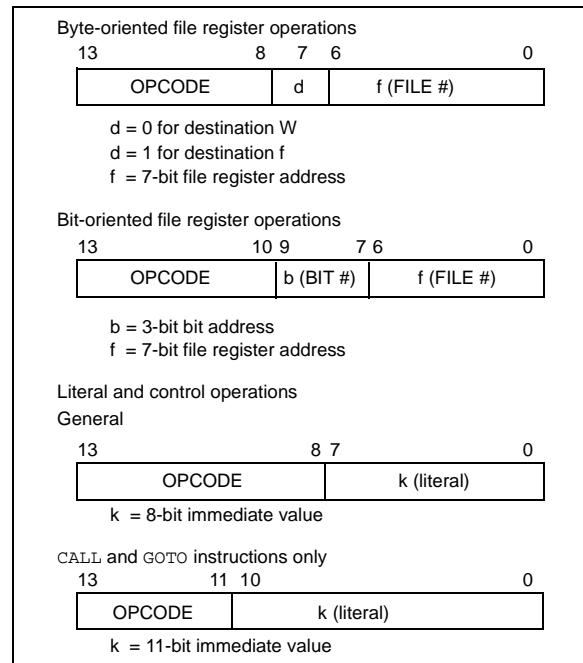 Byte-oriented file register operations
13 8 7 6 0
OPCODE d f (FILE #)
d = 0 for destination W
d = 1 for destination f
f = 7-bit file register address
Bit-oriented file register operations
13 10 9 7 6 0
OPCODE b (BIT #) f (FILE #)
b = 3-bit bit address
f = 7-bit file register address
Literal and control operations
General
13 8 7 0
OPCODE k (literal)
k = 8-bit immediate value
CALL and GOTO instructions only
13 11 10 0
OPCODE k (literal)
k = 11-bit immediate value